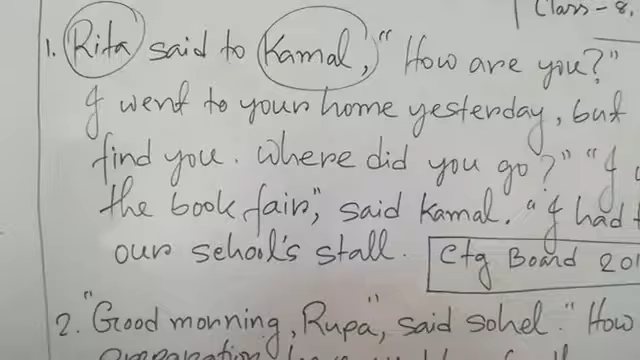 Class-8,
1. Rita said to Kamal, "How are you?"
I went to your home yesterday, but
find you. Where did you go?" "I
the book fair," said Kamal. "I had
our school's stall. Ctg Board 201
2. "Good morning, Rupa", said sohel. "How
preparation